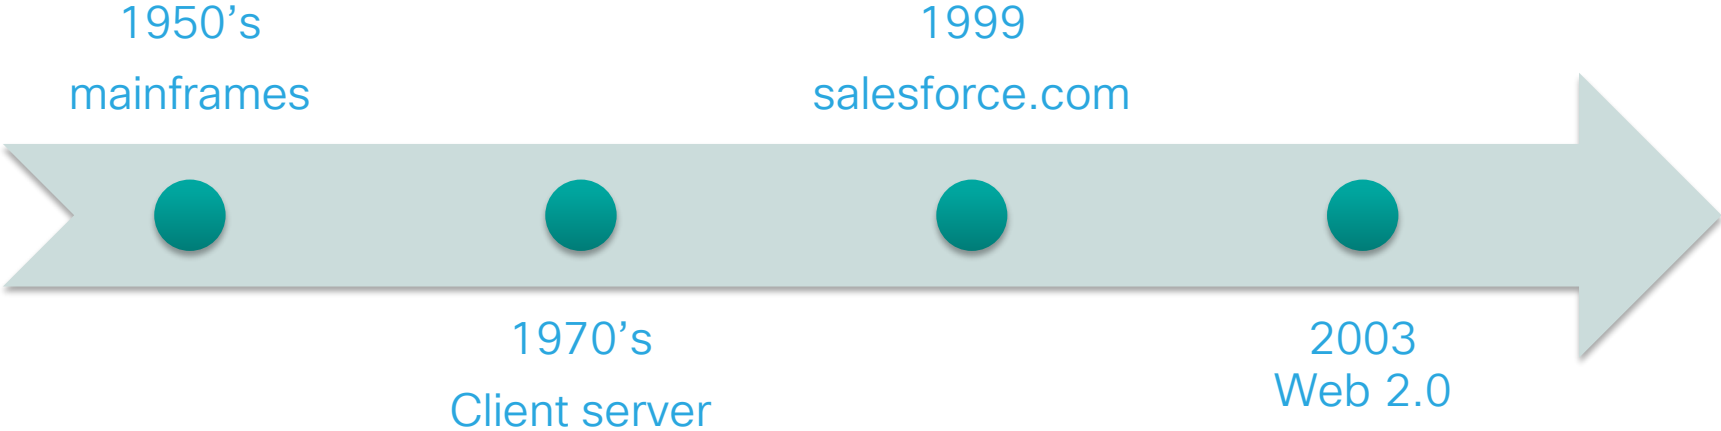 1950’s
mainframes
1970’s
Client server
1999
salesforce.com
2003
Web 2.0